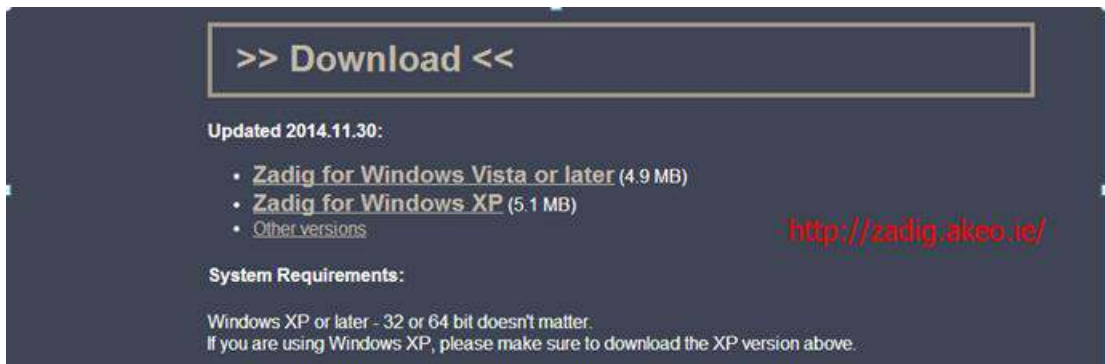 >> Download <<
Updated 2014.11.30:
• Zadig for Windows Vista or later (4.9 MB)
• Zadig for Windows XP (5.1 MB)
• Other versions
http://zadig.akeo.ie/
System Requirements:
Windows XP or later - 32 or 64 bit doesn't matter.
If you are using Windows XP, please make sure to download the XP version above.